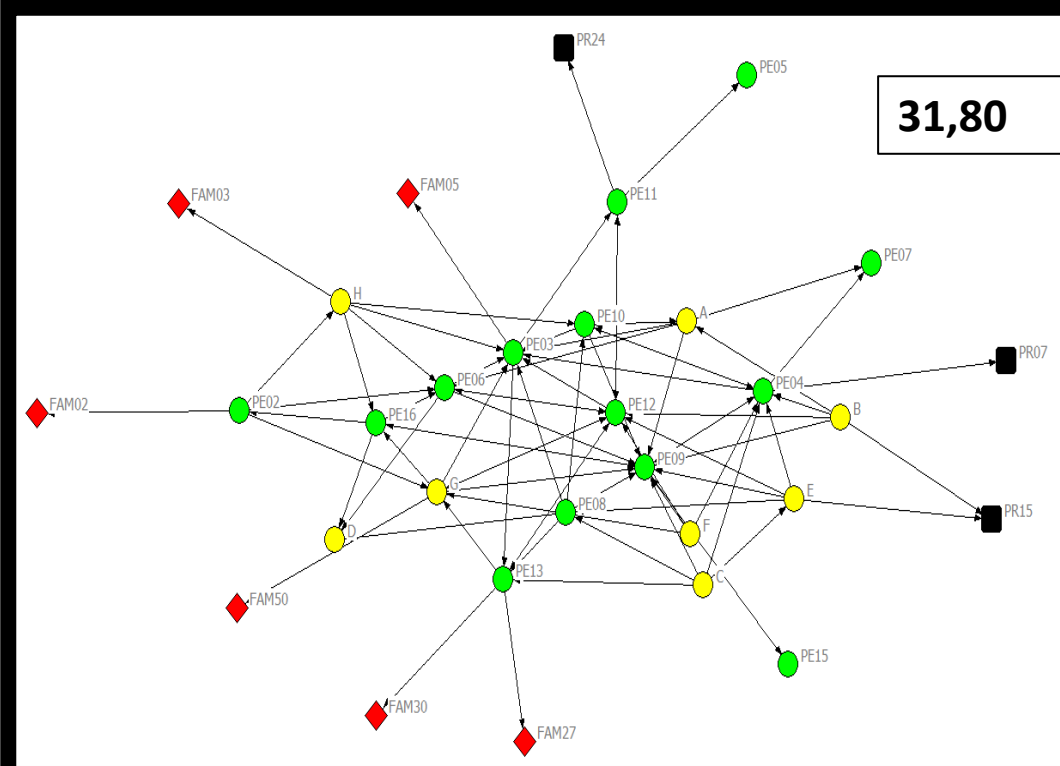 PR24
PE05
31,80
FAM03
FAM05
PE11
PE07
H
PE10
A
PE03
PR07
PE06
PE04
PE02
PE16
PE12
B
FAM02
PE09
G
E
PE08
PR15
D
F
PE13
C
FAM50
PE15
FAM30
FAM27